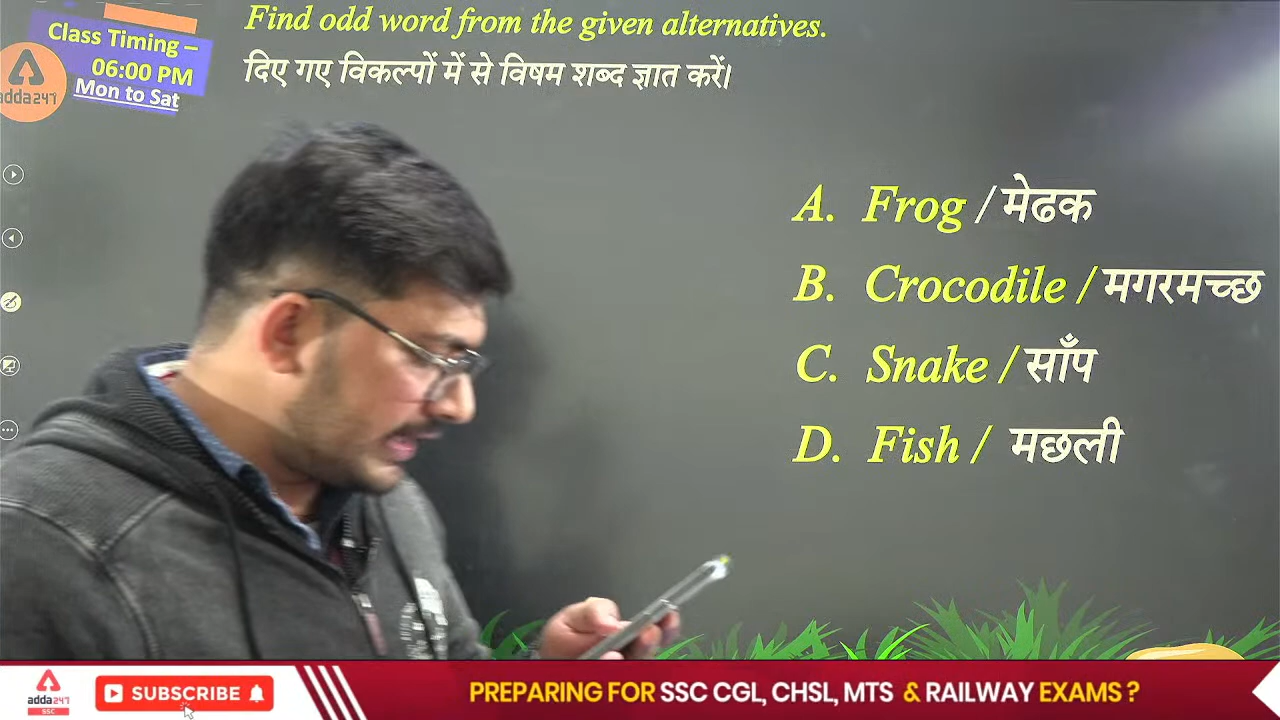 Class Timing –
06:00 PM
Mon to Sat
adda247
Find odd word from the given alternatives.
दिए गए विकल्पों में से विषम शब्द ज्ञात करें।
A. Frog / मेढक
B. Crocodile / मगरमच्छ
C. Snake / साँप
D. Fish / मछली
adda247
SSC
SUBSCRIBE
PREPARING FOR SSC CGL, CHSL, MTS & RAILWAY EXAMS ?